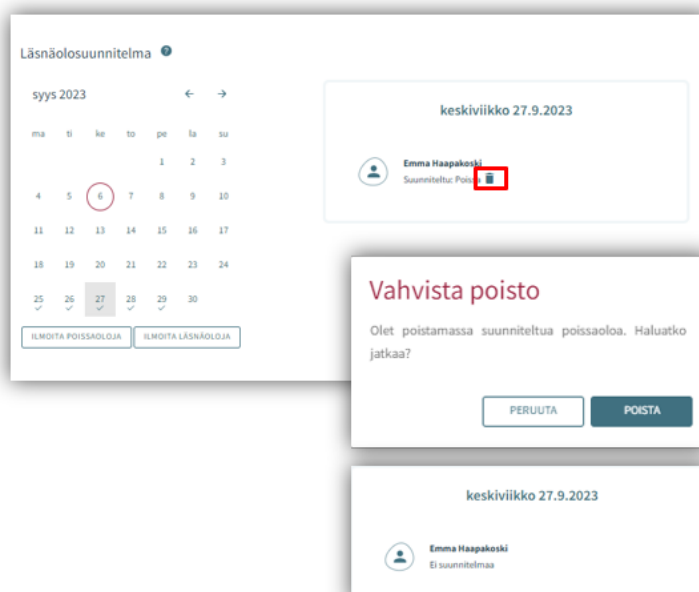 Läsnäolosuunnitelma ?
syys 2023 ← →
ma ti ke to pe la su
1 2 3
4 5 6 7 8 9 10
11 12 13 14 15 16 17
18 19 20 21 22 23 24
25 26 27 28 29 30
ILMOITA POISSAOLOJA ILMOITA LÄSNÄOLOJA
keskiviikko 27.9.2023
Emma Haapakoski
Suunniteltu: Poissa
Vahvista poisto
Olet poistamassa suunniteltua poissaoloa. Haluatko
jatkaa?
PERUUTA POISTA
keskiviikko 27.9.2023
Emma Haapakoski
Ei suunnitelmaa